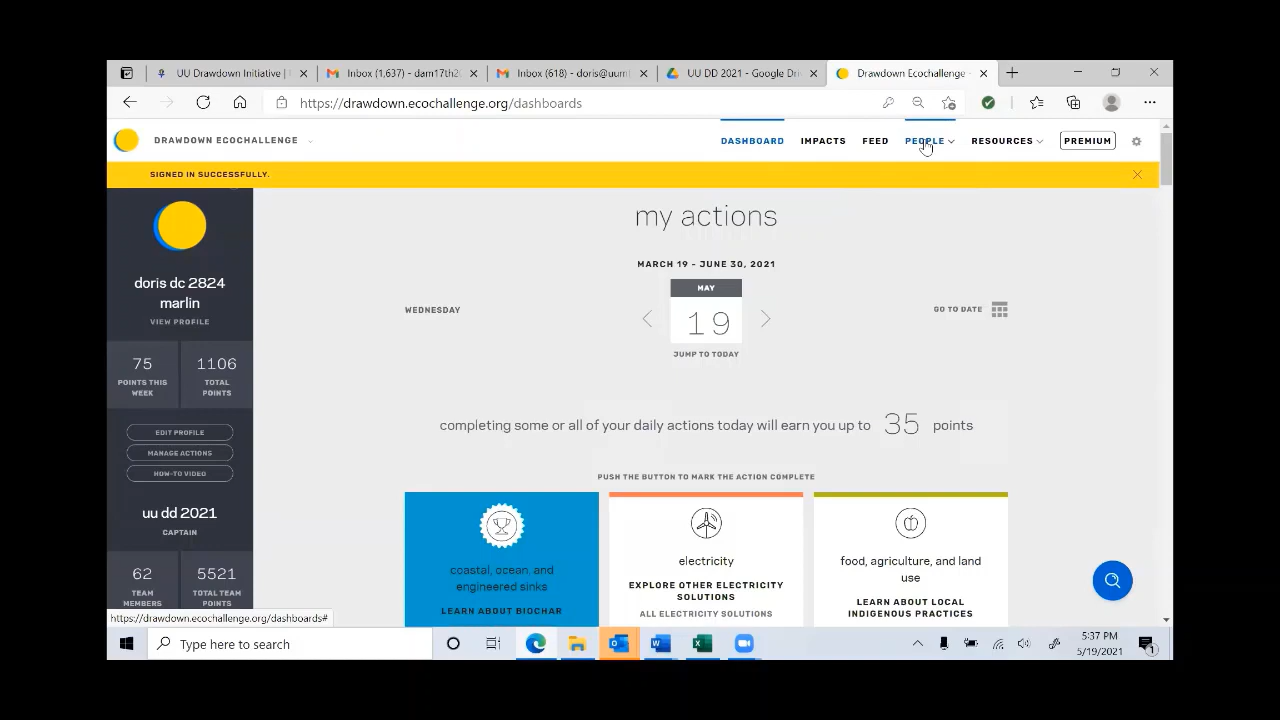 UU Drawdown Initiative |
Inbox (1,637) - dam17th2
Inbox (618) - doris@uuml
UU DD 2021 - Google Dri
Drawdown Ecochallenge -
https://drawdown.ecochallenge.org/dashboards
DRAWDOWN ECOCHALLENGE
DASHBOARD
IMPACTS
FEED
PEOPLE
RESOURCES
PREMIUM
SIGNED IN SUCCESSFULLY.
doris dc 2824
marlin
VIEW PROFILE
75
POINTS THIS
WEEK
1106
TOTAL
POINTS
EDIT PROFILE
MANAGE ACTIONS
HOW-TO VIDEO
uu dd 2021
CAPTAIN
62
TEAM
MEMBERS
5521
TOTAL TEAM
POINTS
my actions
MARCH 19 - JUNE 30, 2021
WEDNESDAY
MAY
19
JUMP TO TODAY
GO TO DATE
completing some or all of your daily actions today will earn you up to 35 points
PUSH THE BUTTON TO MARK THE ACTION COMPLETE
coastal, ocean, and
engineered sinks
LEARN ABOUT BIOCHAR
electricity
EXPLORE OTHER ELECTRICITY
SOLUTIONS
ALL ELECTRICITY SOLUTIONS
food, agriculture, and land
use
LEARN ABOUT LOCAL
INDIGENOUS PRACTICES
https://drawdown.ecochallenge.org/dashboards#
Type here to search
5:37 PM
5/19/2021
1